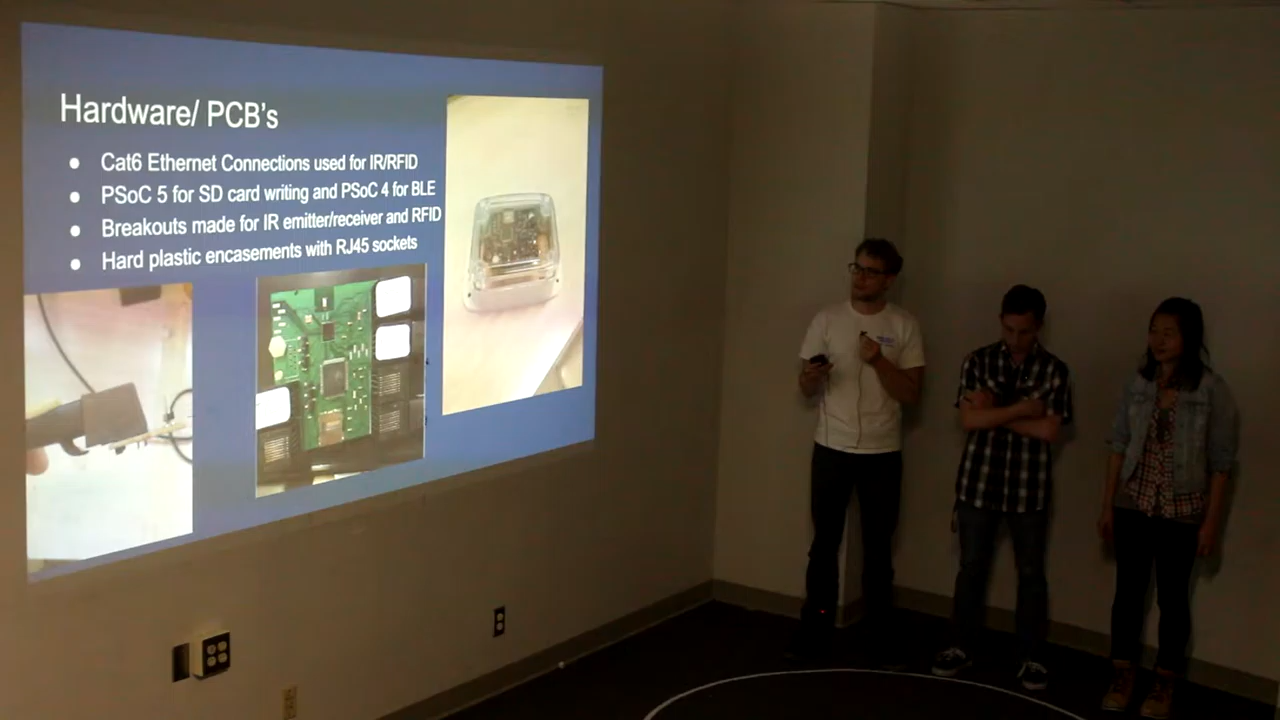 Hardware/ PCB's
● Cat6 Ethernet Connections used for IR/RFID
● PSoC 5 for SD card writing and PSoC 4 for BLE
● Breakouts made for IR emitter/receiver and RFID
● Hard plastic encasements with RJ45 sockets